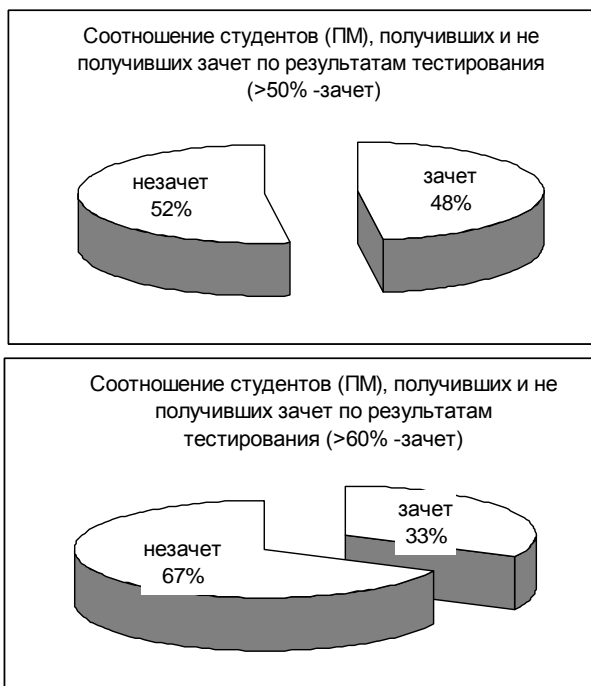 Соотношение студентов (ПМ), получивших и не
получивших зачет по результатам тестирования
(>50% -зачет)
незачет
52%
зачет
48%
Соотношение студентов (ПМ), получивших и не
получивших зачет по результатам
тестирования (>60% -зачет)
зачет
33%
незачет
67%